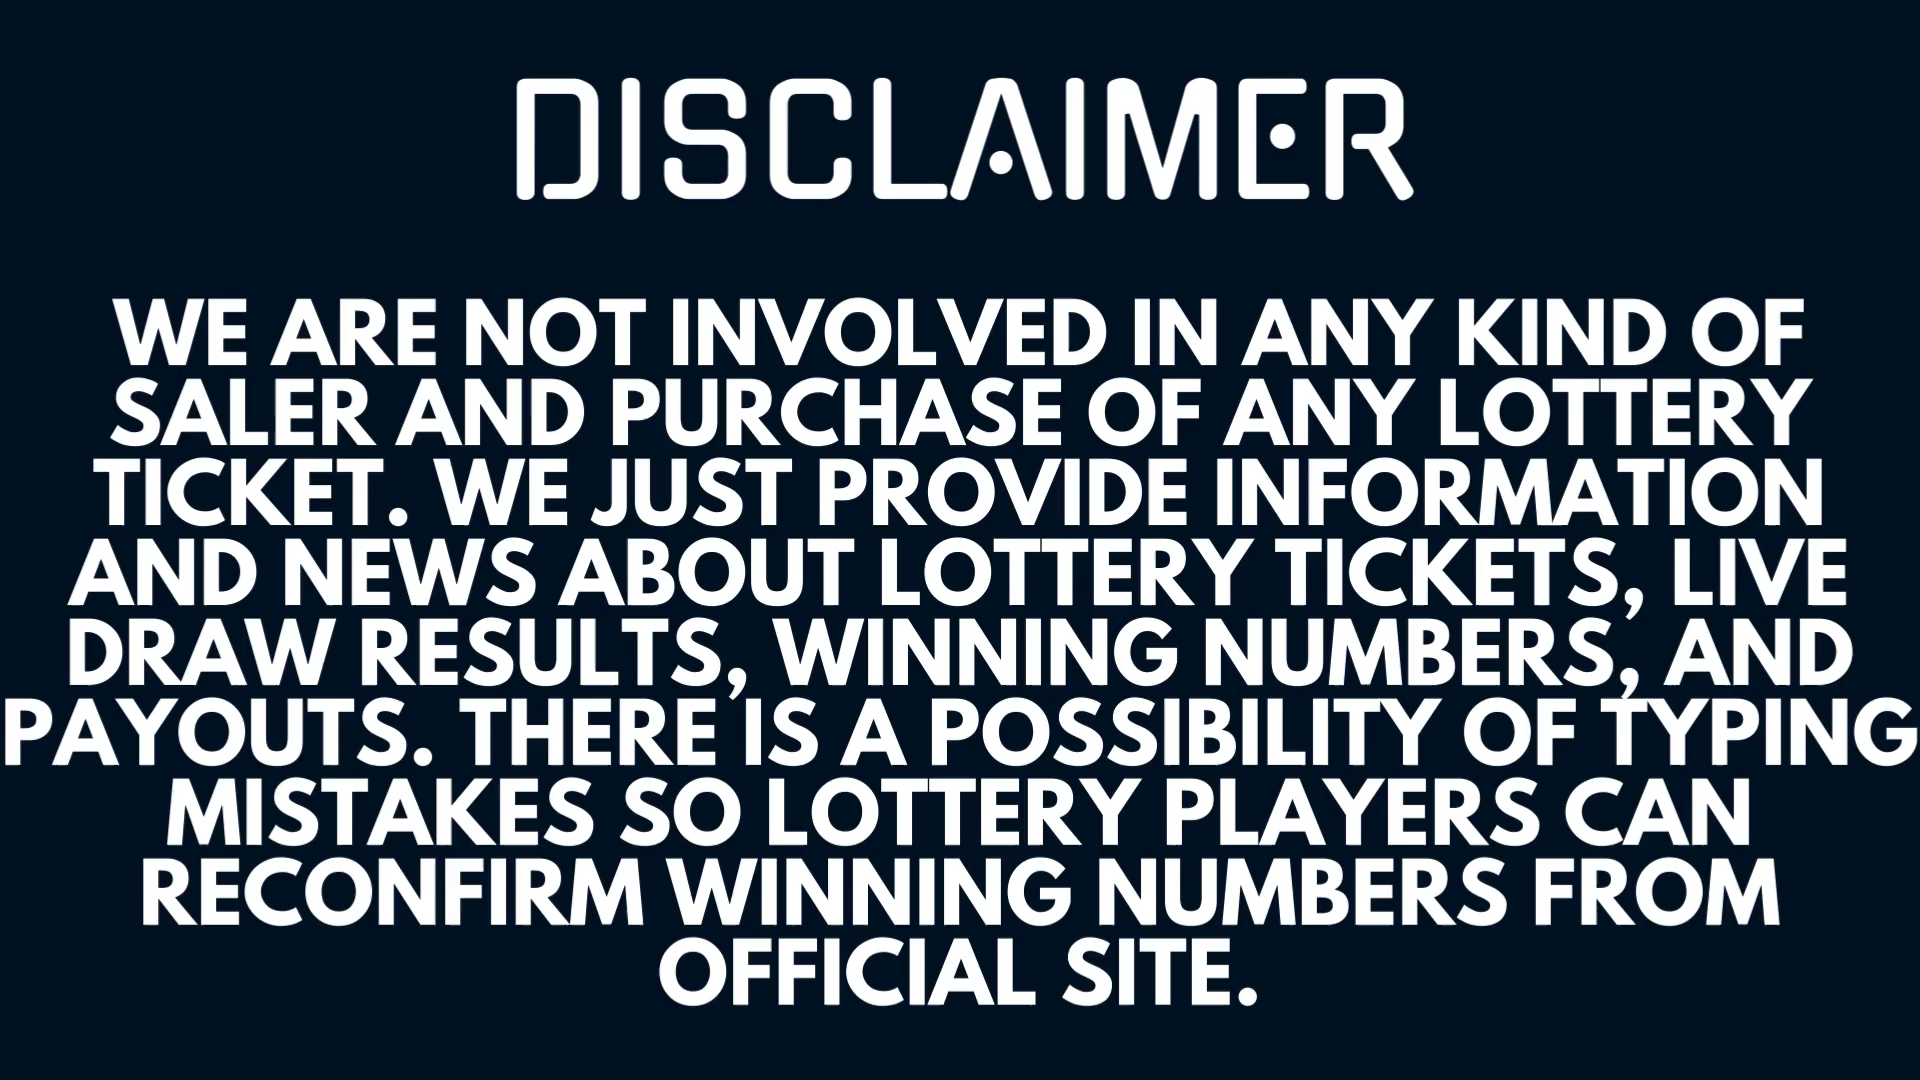 DISCLAIMER
WE ARE NOT INVOLVED IN ANY KIND OF
SALER AND PURCHASE OF ANY LOTTERY
TICKET. WE JUST PROVIDE INFORMATION
AND NEWS ABOUT LOTTERY TICKETS, LIVE
DRAW RESULTS, WINNING NUMBERS, AND
PAYOUTS. THERE IS A POSSIBILITY OF TYPING
MISTAKES SO LOTTERY PLAYERS CAN
RECONFIRM WINNING NUMBERS FROM
OFFICIAL SITE.